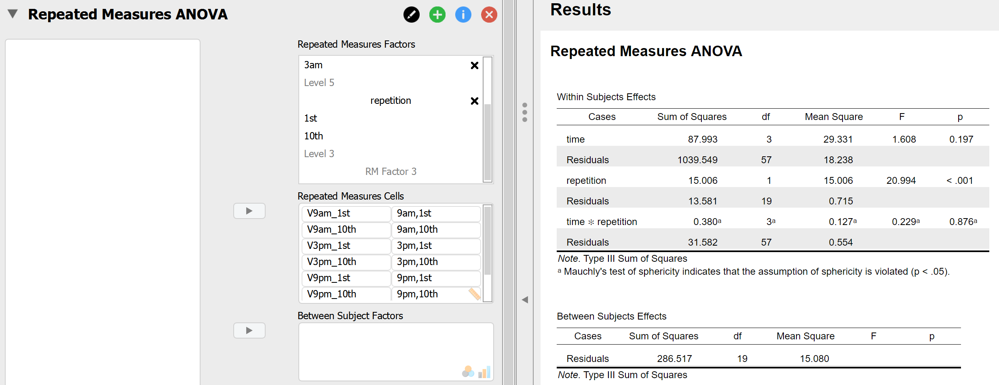 Repeated Measures ANOVA
Repeated Measures Factors
3am
Level 5
repetition
1st
10th
Level 3
RM Factor 3
Repeated Measures Cells
V9am_1st 9am,1st
V9am_10th 9am,10th
V3pm_1st 3pm,1st
V3pm_10th 3pm,10th
V9pm_1st 9pm,1st
V9pm_10th 9pm,10th
Between Subject Factors
Results
Repeated Measures ANOVA
Within Subjects Effects
Cases Sum of Squares df Mean Square F p
time 87.993 3 29.331 1.608 0.197
Residuals 1039.549 57 18.238
repetition 15.006 1 15.006 20.994 < .001
Residuals 13.581 19 0.715
time ✻ repetition 0.380ᵃ 3ᵃ 0.127ᵃ 0.229ᵃ 0.876ᵃ
Residuals 31.582 57 0.554
Note. Type III Sum of Squares
ᵃ Mauchly's test of sphericity indicates that the assumption of sphericity is violated (p < .05).
Between Subjects Effects
Cases Sum of Squares df Mean Square F p
Residuals 286.517 19 15.080
Note. Type III Sum of Squares